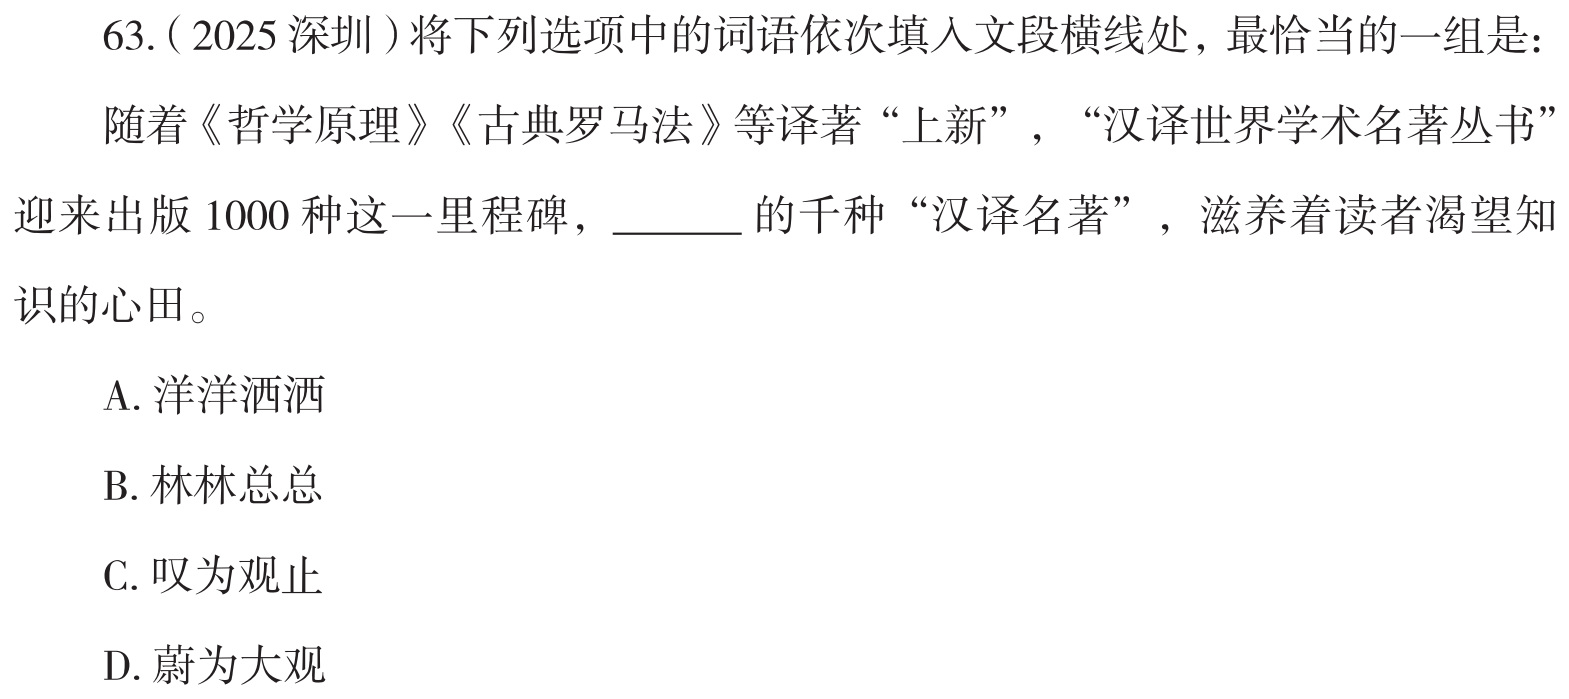 63.(2025深圳)将下列选项中的词语依次填入文段横线处，最恰当的一组是：
随着《哲学原理》《古典罗马法》等译著“上新”，“汉译世界学术名著丛书”
迎来出版1000种这一里程碑，______的千种“汉译名著”，滋养着读者渴望知
识的心田。
A. 洋洋洒洒
B. 林林总总
C. 叹为观止
D. 蔚为大观